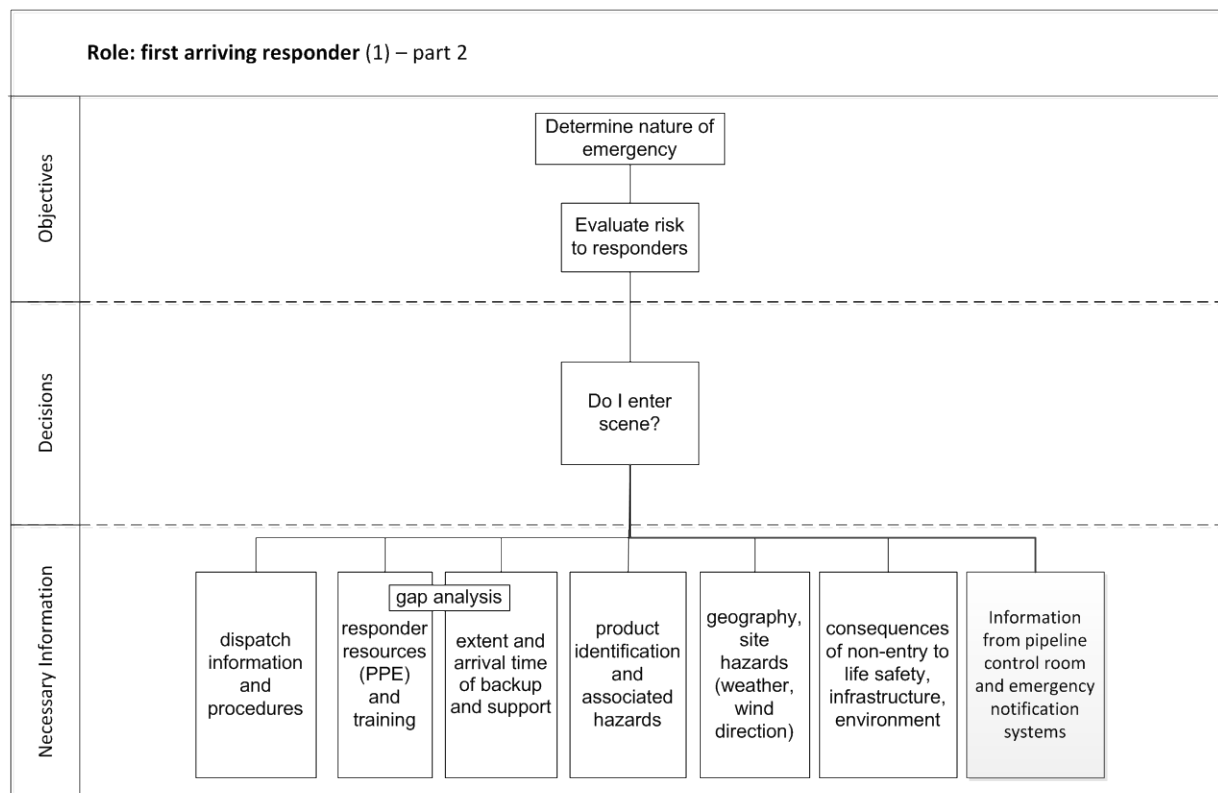 Role: first arriving responder (1) – part 2
Objectives
Determine nature of
emergency
Evaluate risk
to responders
Decisions
Do I enter
scene?
Necessary Information
dispatch
information
and
procedures
gap analysis
responder
resources
(PPE) and
training
extent and
arrival time
of backup
and support
product
identification
and
associated
hazards
geography,
site
hazards
(weather,
wind
direction)
consequences
of non-entry to
life safety,
infrastructure,
environment
Information
from pipeline
control room
and emergency
notification
systems